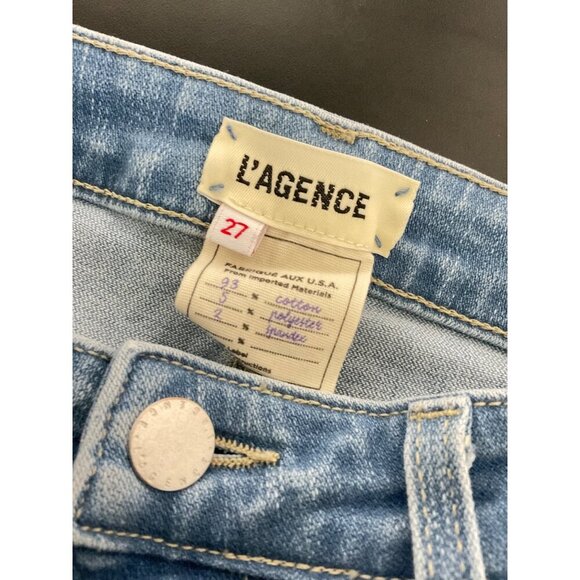 L'AGENCE
27
FABRIQUE AUX U.S.A.
From Imported Materials
93 % cotton
5 % polyester
2 % spandex
%